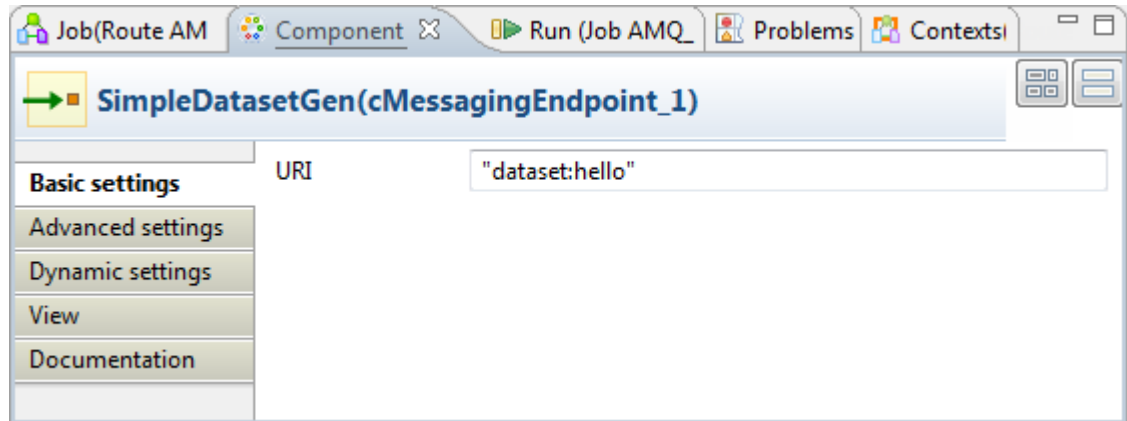 Job(Route AM Component Run (Job AMQ_ Problems Contexts(
SimpleDatasetGen(cMessagingEndpoint_1)
Basic settings
URI "dataset:hello"
Advanced settings
Dynamic settings
View
Documentation